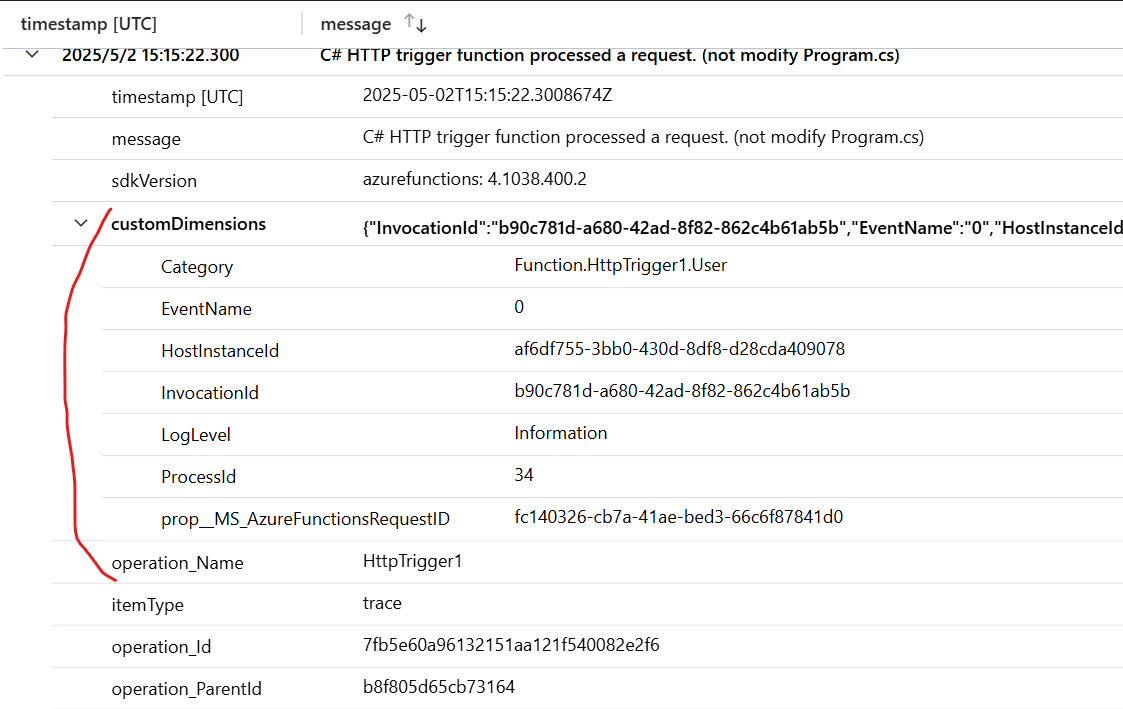 timestamp [UTC] message ↑↓
2025/5/2 15:15:22.300 C# HTTP trigger function processed a request. (not modify Program.cs)
timestamp [UTC] 2025-05-02T15:15:22.3008674Z
message C# HTTP trigger function processed a request. (not modify Program.cs)
sdkVersion azurefunctions: 4.1038.400.2
customDimensions {"InvocationId":"b90c781d-a680-42ad-8f82-862c4b61ab5b","EventName":"0","HostInstanceId
Category Function.HttpTrigger1.User
EventName 0
HostInstanceId af6df755-3bb0-430d-8df8-d28cda409078
InvocationId b90c781d-a680-42ad-8f82-862c4b61ab5b
LogLevel Information
ProcessId 34
prop__MS_AzureFunctionsRequestID fc140326-cb7a-41ae-bed3-66c6f87841d0
operation_Name HttpTrigger1
itemType trace
operation_Id 7fb5e60a96132151aa121f540082e2f6
operation_ParentId b8f805d65cb73164